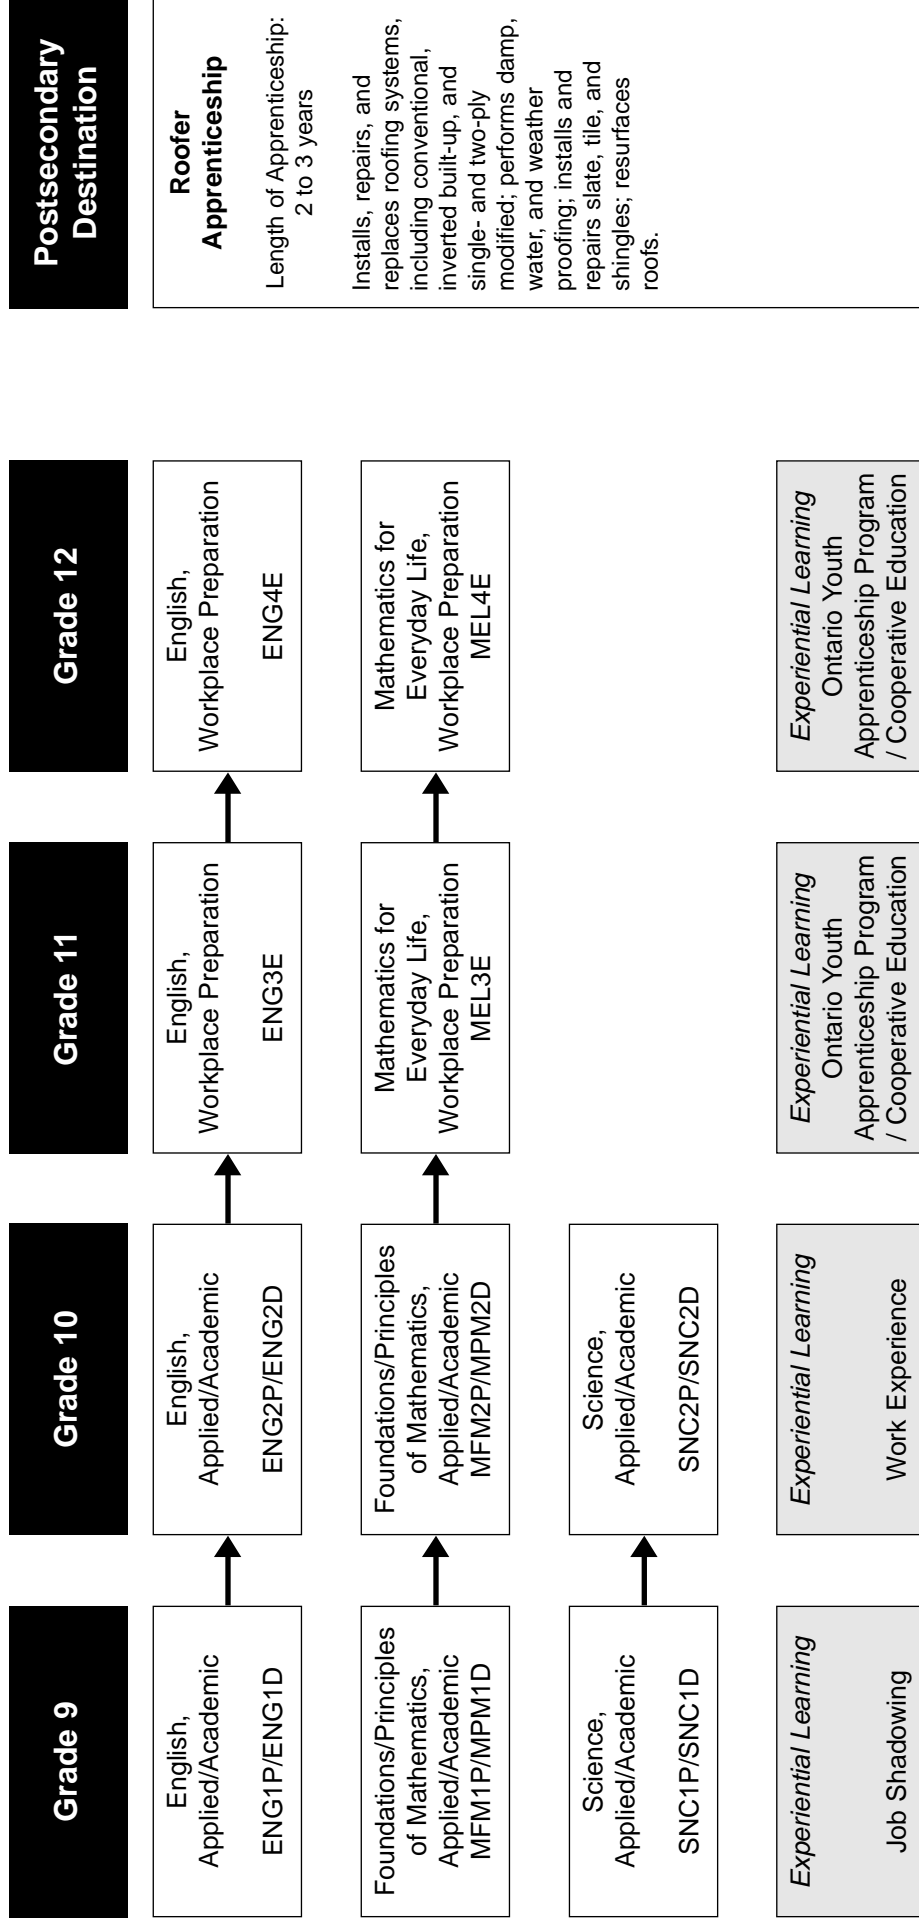 Grade 9
Grade 10
Grade 11
Grade 12
Postsecondary
Destination
English,
Applied/Academic
ENG1P/ENG1D
English,
Applied/Academic
ENG2P/ENG2D
English,
Workplace Preparation
ENG3E
English,
Workplace Preparation
ENG4E
Roofer
Apprenticeship
Length of Apprenticeship:
2 to 3 years
Installs, repairs, and
replaces roofing systems,
including conventional,
inverted built-up, and
single- and two-ply
modified; performs damp,
water, and weather
proofing; installs and
repairs slate, tile, and
shingles; resurfaces
roofs.
Foundations/Principles
of Mathematics,
Applied/Academic
MFM1P/MPM1D
Foundations/Principles
of Mathematics,
Applied/Academic
MFM2P/MPM2D
Mathematics for
Everyday Life,
Workplace Preparation
MEL3E
Mathematics for
Everyday Life,
Workplace Preparation
MEL4E
Science,
Applied/Academic
SNC1P/SNC1D
Science,
Applied/Academic
SNC2P/SNC2D
Experiential Learning
Job Shadowing
Experiential Learning
Work Experience
Experiential Learning
Ontario Youth
Apprenticeship Program
/ Cooperative Education
Experiential Learning
Ontario Youth
Apprenticeship Program
/ Cooperative Education